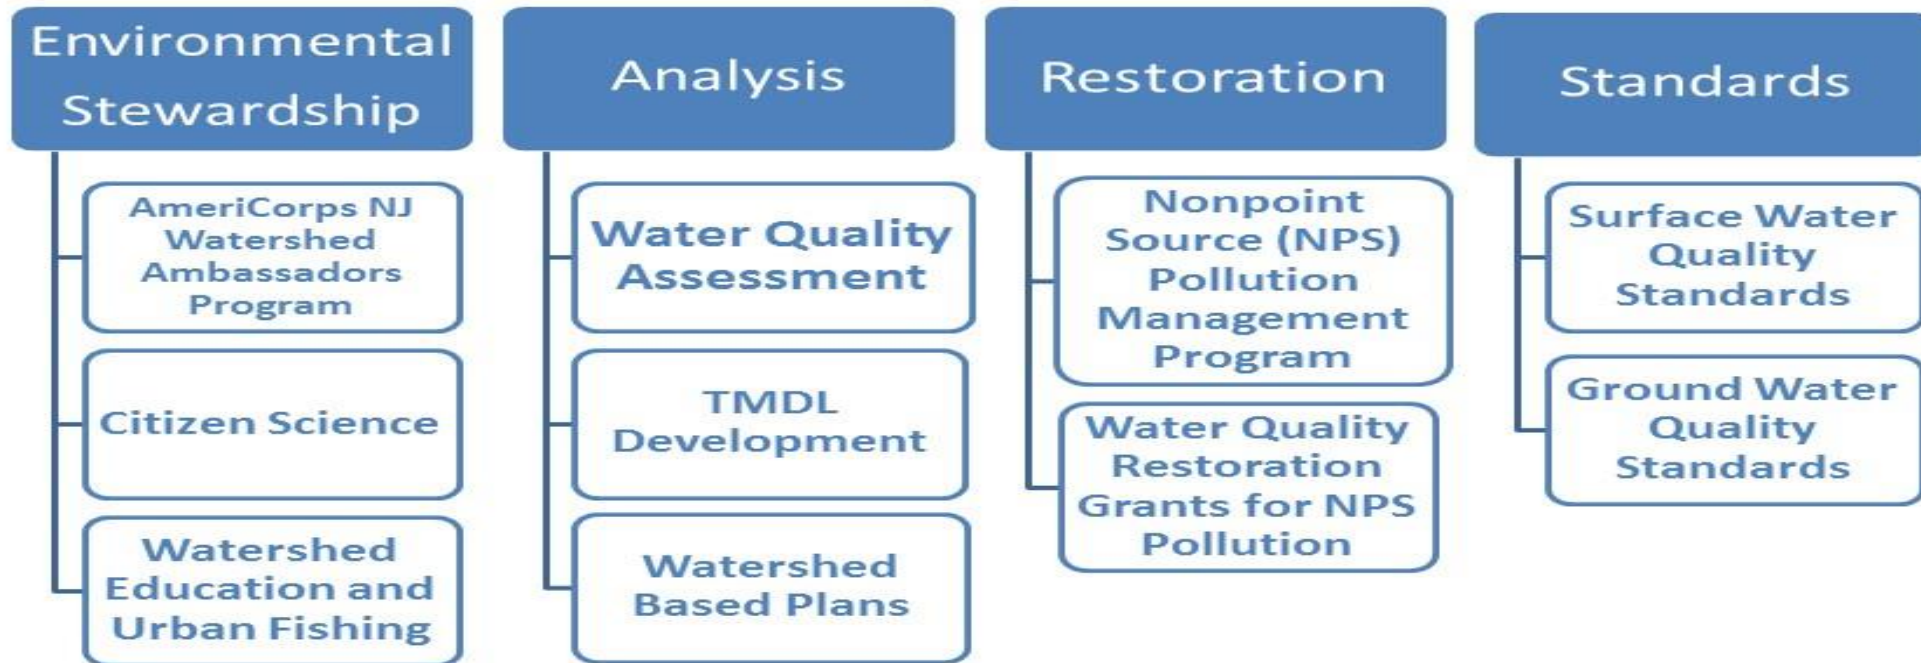 Environmental
Stewardship
AmeriCorps NJ
Watershed
Ambassadors
Program
Citizen Science
Watershed
Education and
Urban Fishing
Analysis
Water Quality
Assessment
TMDL
Development
Watershed
Based Plans
Restoration
Nonpoint
Source (NPS)
Pollution
Management
Program
Water Quality
Restoration
Grants for NPS
Pollution
Standards
Surface Water
Quality
Standards
Ground Water
Quality
Standards